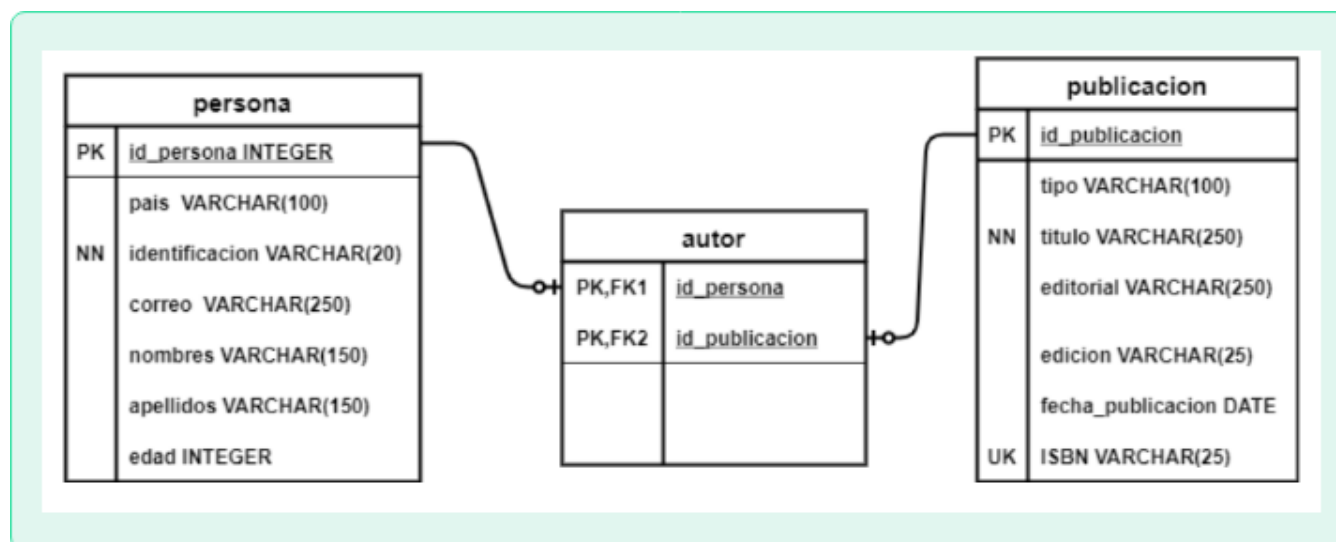 persona
PK id_persona INTEGER
pais VARCHAR(100)
NN identificacion VARCHAR(20)
correo VARCHAR(250)
nombres VARCHAR(150)
apellidos VARCHAR(150)
edad INTEGER
autor
PK,FK1 id_persona
PK,FK2 id_publicacion
publicacion
PK id_publicacion
tipo VARCHAR(100)
NN titulo VARCHAR(250)
editorial VARCHAR(250)
edicion VARCHAR(25)
fecha_publicacion DATE
UK ISBN VARCHAR(25)